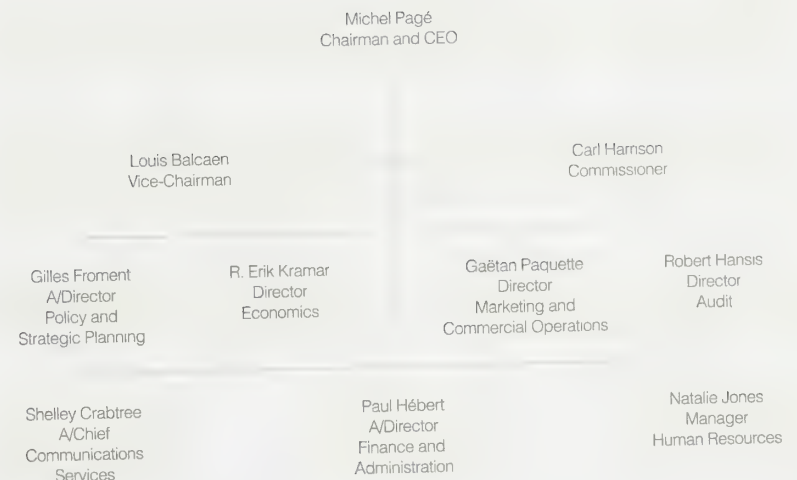 Michel Pagé
Chairman and CEO
Louis Balcaen
Vice-Chairman
Carl Harrison
Commissioner
Gilles Froment
A/Director
Policy and
Strategic Planning
R. Erik Kramar
Director
Economics
Gaëtan Paquette
Director
Marketing and
Commercial Operations
Robert Hansis
Director
Audit
Shelley Crabtree
A/Chief
Communications
Services
Paul Hébert
A/Director
Finance and
Administration
Natalie Jones
Manager
Human Resources